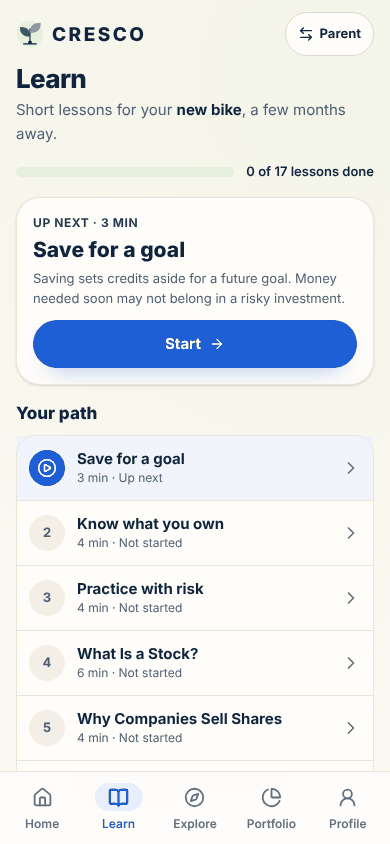 CRESCO
Parent
Learn
Short lessons for your new bike, a few months
away.
0 of 17 lessons done
UP NEXT · 3 MIN
Save for a goal
Saving sets credits aside for a future goal. Money
needed soon may not belong in a risky investment.
Start
Your path
Save for a goal
3 min · Up next
2
Know what you own
4 min · Not started
3
Practice with risk
4 min · Not started
4
What Is a Stock?
6 min · Not started
5
Why Companies Sell Shares
4 min · Not started
Home
Learn
Explore
Portfolio
Profile